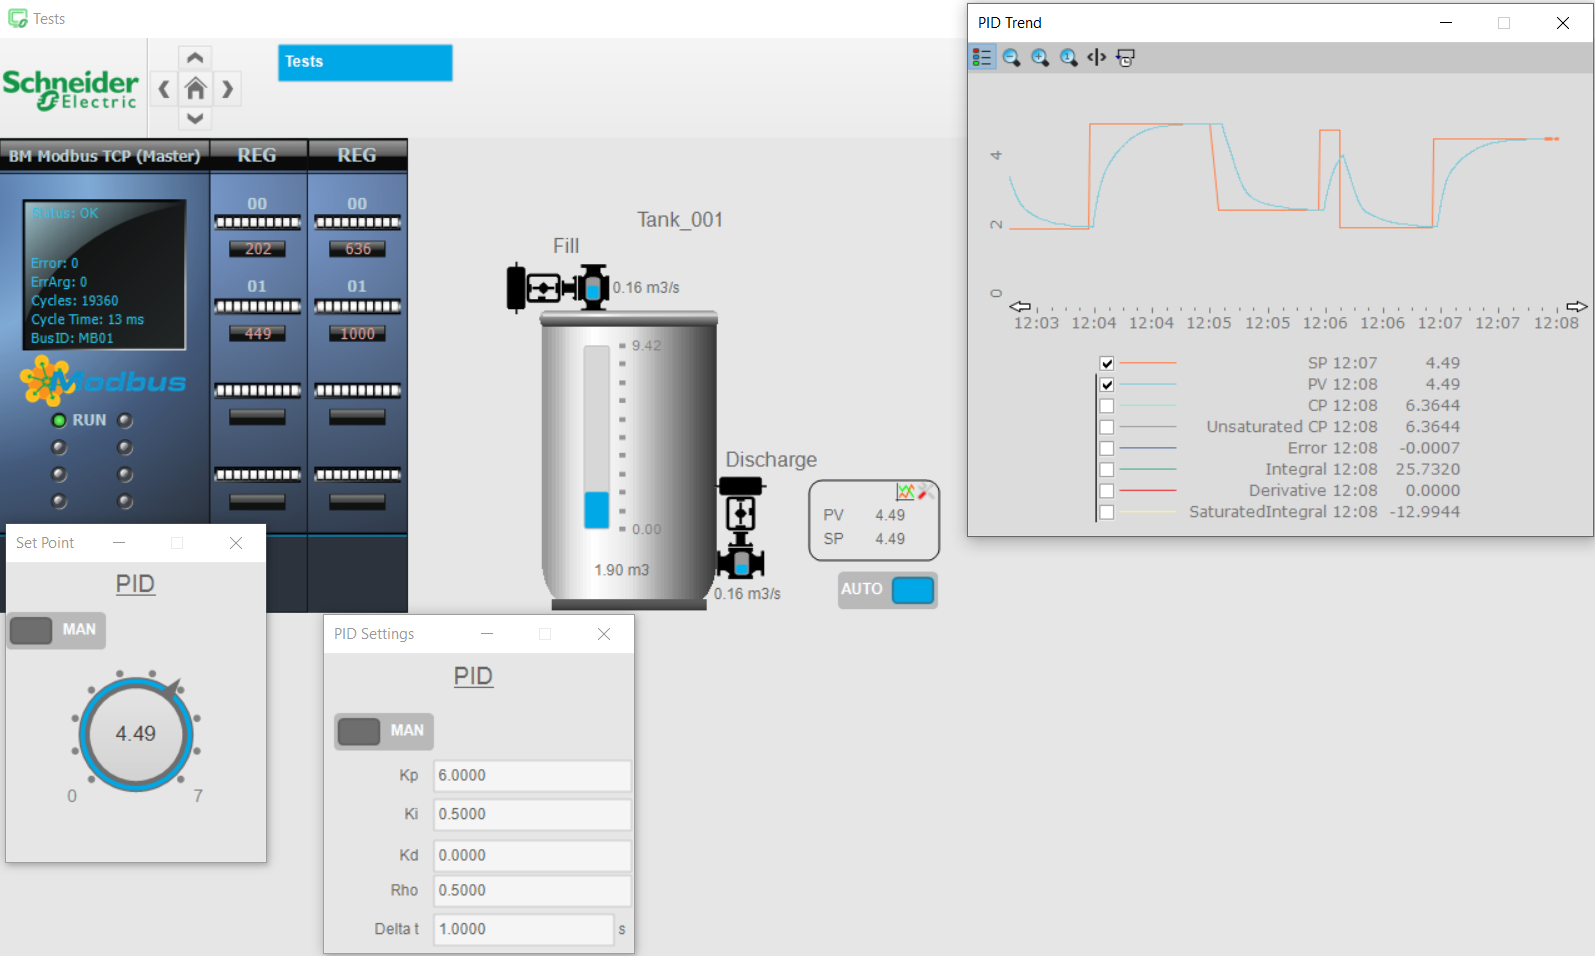 Tests
Schneider
Electric
Tests
BM Modbus TCP (Master)
REG
REG
Status: OK
Error: 0
ErrArg: 0
Cycles: 19360
Cycle Time: 13 ms
BusID: MB01
Modbus
RUN
00
202
01
449
00
636
01
1000
Tank_001
Fill
0.16 m3/s
9.42
0.00
1.90 m3
Discharge
0.16 m3/s
PV 4.49
SP 4.49
AUTO
PID Trend
1
4
2
0
12:03 12:04 12:04 12:05 12:05 12:06 12:06 12:07 12:07 12:08
SP 12:07 4.49
PV 12:08 4.49
CP 12:08 6.3644
Unsaturated CP 12:08 6.3644
Error 12:08 -0.0007
Integral 12:08 25.7320
Derivative 12:08 0.0000
SaturatedIntegral 12:08 -12.9944
Set Point
PID
MAN
4.49
0 7
PID Settings
PID
MAN
Kp 6.0000
Ki 0.5000
Kd 0.0000
Rho 0.5000
Delta t 1.0000 s